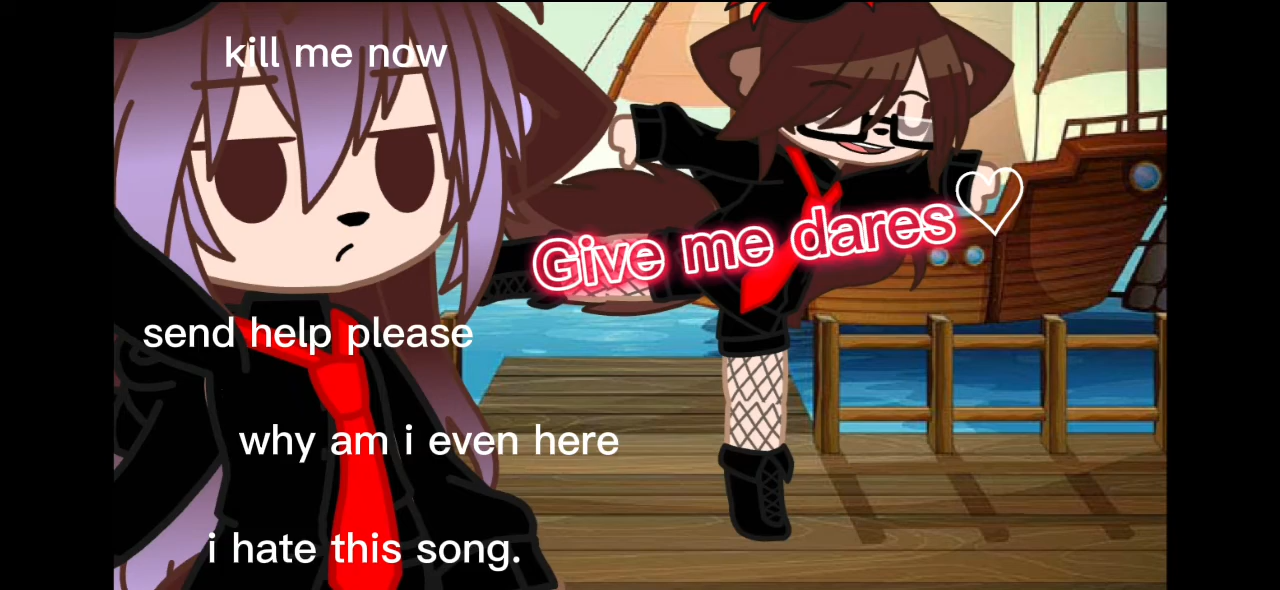 kill me now
Give me dares♡
send help please
why am i even here
i hate this song.